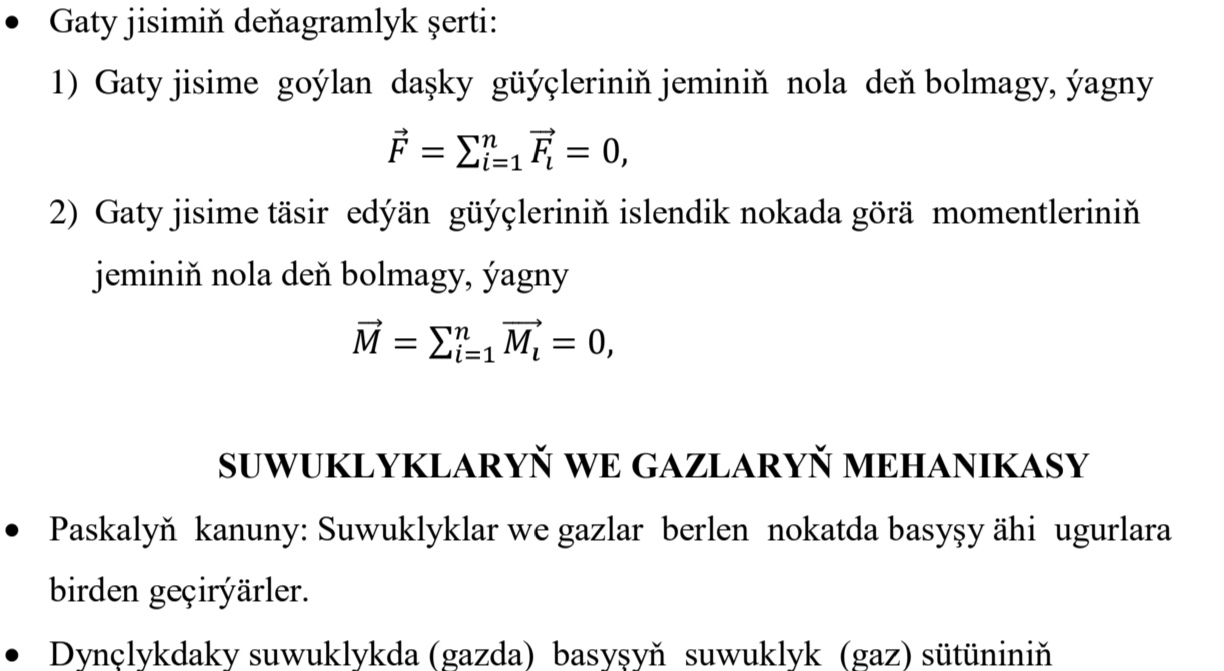 • Gaty jisimiň deňagramlyk şerti:
1) Gaty jisime goýlan daşky güýçleriniň jeminiň nola deň bolmagy, ýagny
$\vec{F} = \sum_{i=1}^{n} \vec{F_i} = 0,$
2) Gaty jisime täsir edýän güýçleriniň islendik nokada görä momentleriniň
jeminiň nola deň bolmagy, ýagny
$\vec{M} = \sum_{i=1}^{n} \vec{M_i} = 0,$
SUWUKLYKLARYŇ WE GAZLARYŇ MEHANIKASY
• Paskalyň kanuny: Suwuklyklar we gazlar berlen nokatda basyşy ähi ugurlara
birden geçirýärler.
• Dynçlykdaky suwuklykda (gazda) basyşyň suwuklyk (gaz) sütüniniň